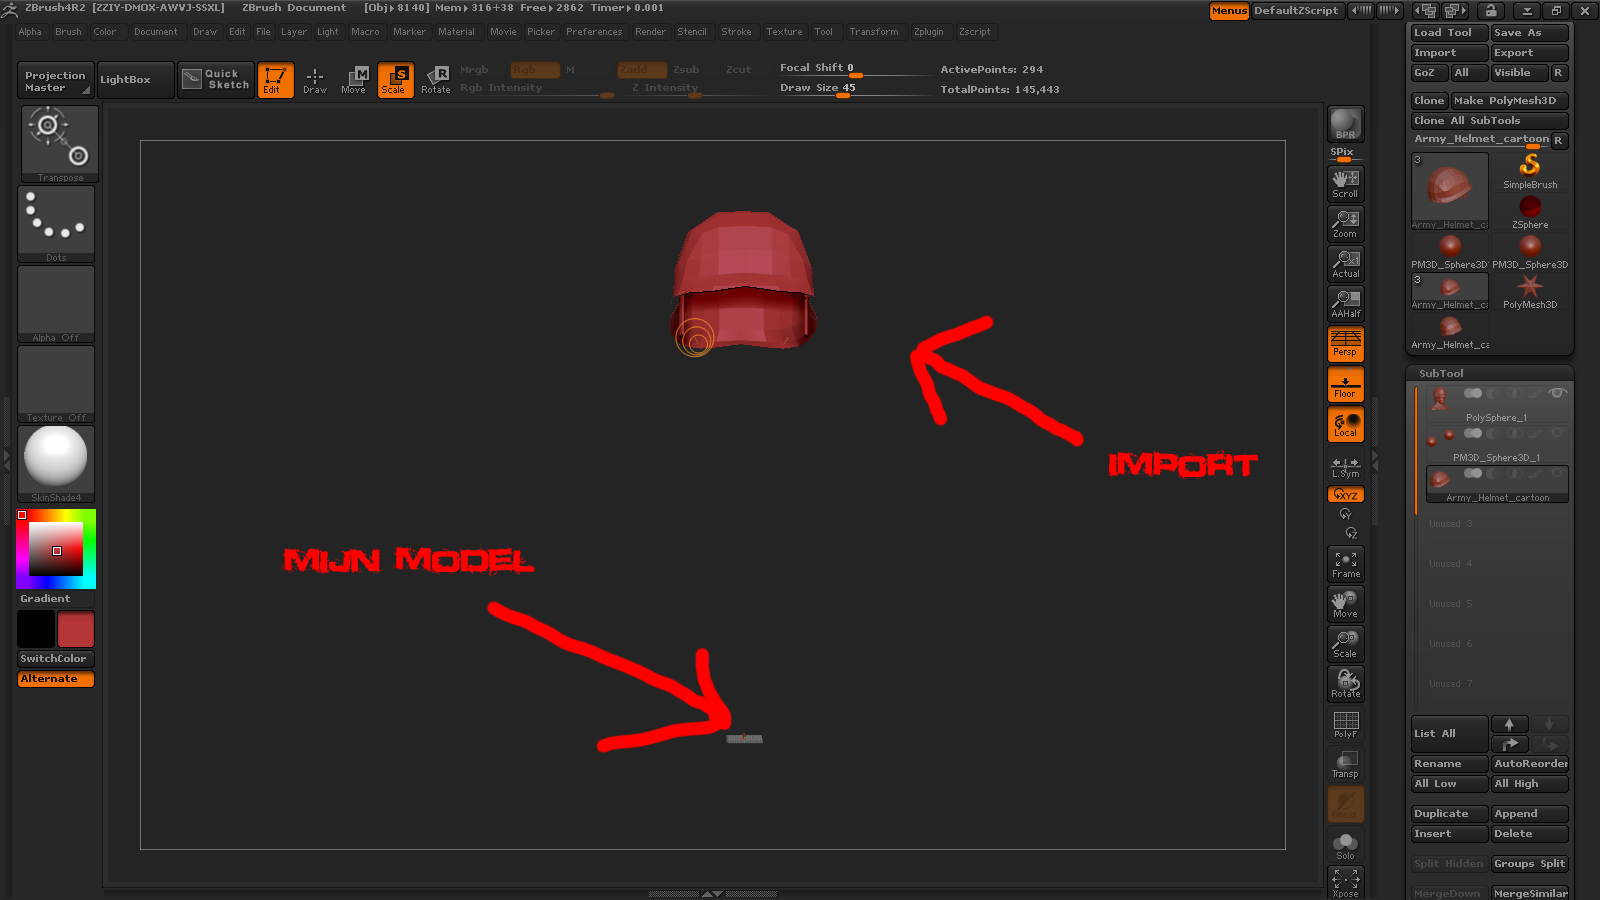 ZBrush4R2 [ZZIY-DMOX-AWVJ-SSXL] ZBrush Document [Obj▸ 8140] Mem▸ 316+38 Free▸ 2862 Timer▸ 0.001 Menus DefaultZScript
Alpha Brush Color Document Draw Edit File Layer Light Macro Marker Material Movie Picker Preferences Render Stencil Stroke Texture Tool Transform Zplugin Zscript
Projection Master
LightBox
Quick Sketch
Edit Draw Move Scale Rotate
Mrgb Rgb M Zadd Zsub Zcut
Rgb Intensity Z Intensity
Focal Shift 0
Draw Size 45
ActivePoints: 294
TotalPoints: 145,443
Transpose
Dots
Alpha Off
Texture Off
SkinShade4
Gradient
SwitchColor
Alternate
IMPORT
MIJN MODEL
BPR
SPix
Scroll
Zoom
Actual
AAHalf
Persp
Floor
Local
L.Sym
XYZ
Y
Z
Frame
Move
Scale
Rotate
PolyF
Transp
Solo
Xpose
Load Tool Save As
Import Export
GoZ All Visible R
Clone Make PolyMesh3D
Clone All SubTools
Army_Helmet_cartoon R
3
Army_Helmet_ca
SimpleBrush
ZSphere
PM3D_Sphere3D PM3D_Sphere3D
3
Army_Helmet_ca PolyMesh3D
Army_Helmet_ca
SubTool
PolySphere_1
PM3D_Sphere3D_1
Army_Helmet_cartoon
Unused 3
Unused 4
Unused 5
Unused 6
Unused 7
List All
Rename AutoReorder
All Low All High
Duplicate Append
Insert Delete
Split Hidden Groups Split
MergeDown MergeSimilar